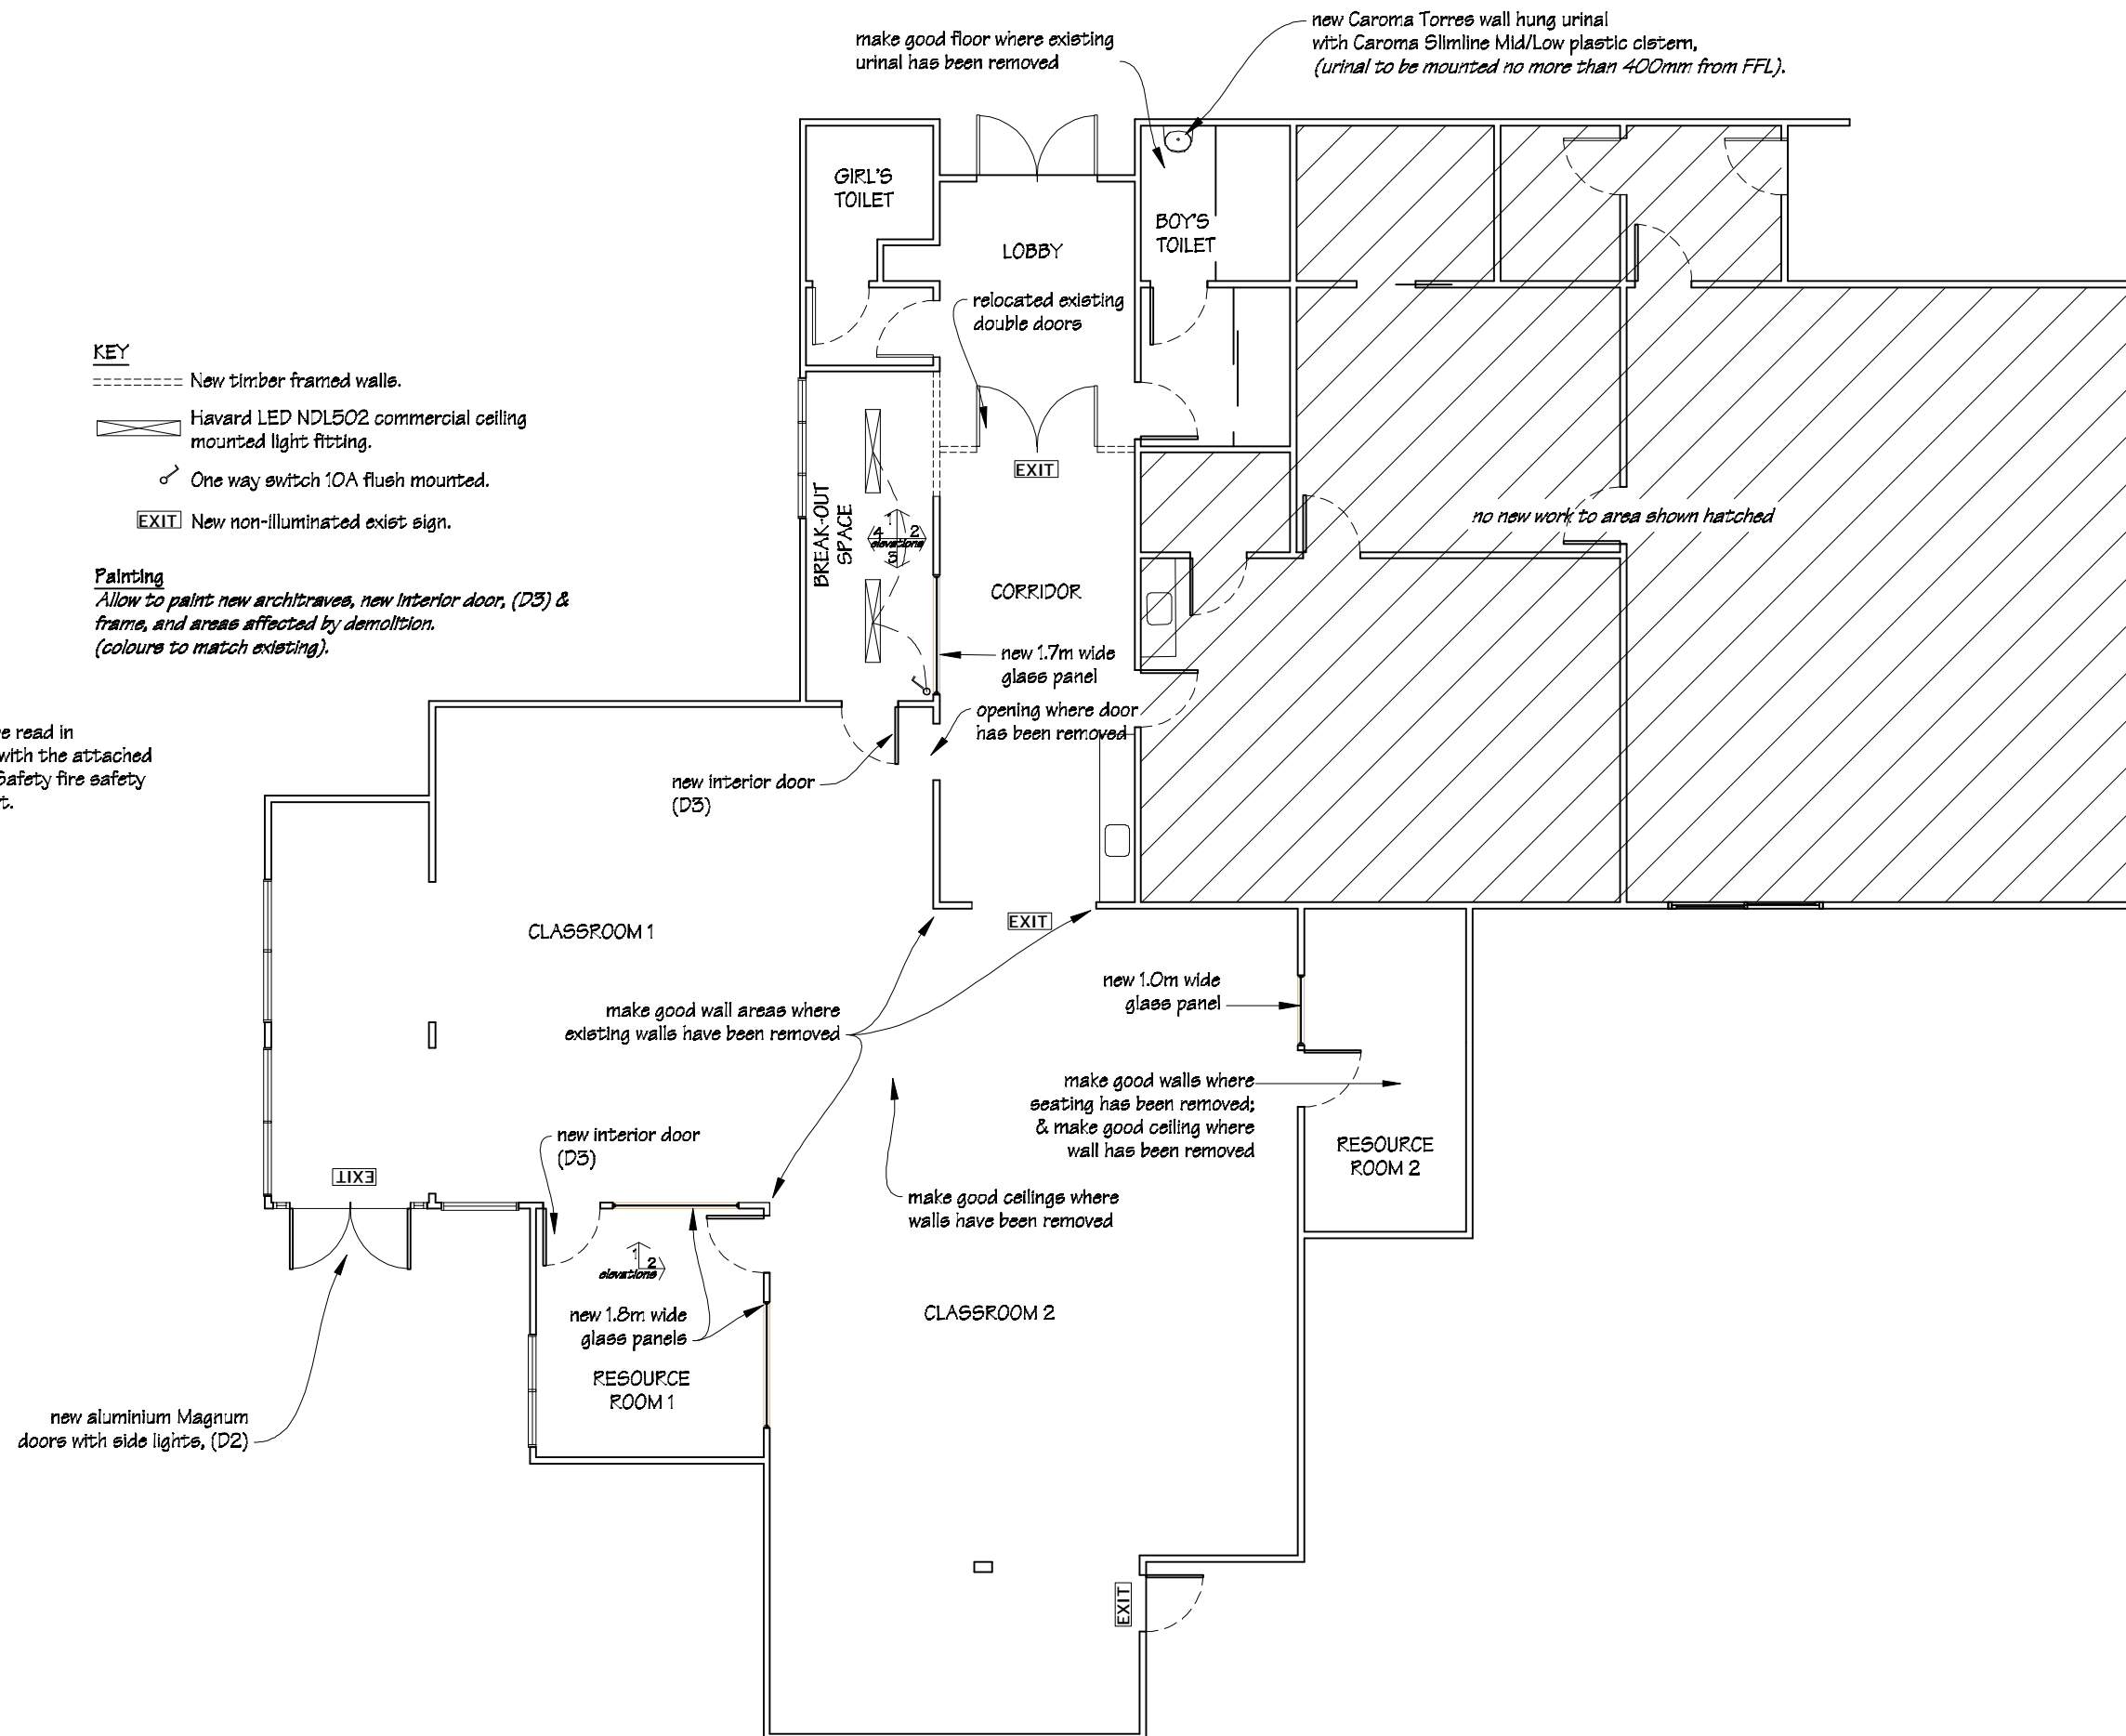 make good floor where existing
urinal has been removed
new Caroma Torres wall hung urinal
with Caroma Slimline Mid/Low plastic cistern,
(urinal to be mounted no more than 400mm from FFL).
GIRL'S
TOILET
BOY'S
TOILET
LOBBY
relocated existing
double doors
KEY
New timber framed walls.
Havard LED NDL502 commercial ceiling
mounted light fitting.
One way switch 10A flush mounted.
EXIT New non-illuminated exist sign.
Painting
Allow to paint new architraves, new interior door, (D3) &
frame, and areas affected by demolition.
(colours to match existing).
EXIT
BREAK-OUT
SPACE
1
4 2
elevations
3
no new work to area shown hatched
CORRIDOR
new 1.7m wide
glass panel
opening where door
has been removed
e read in
with the attached
Safety fire safety
t.
new interior door
(D3)
CLASSROOM 1
EXIT
new 1.0m wide
glass panel
make good wall areas where
existing walls have been removed
make good walls where
seating has been removed;
& make good ceiling where
wall has been removed
RESOURCE
ROOM 2
new interior door
(D3)
EXIT
make good ceilings where
walls have been removed
1
2
elevations
new 1.8m wide
glass panels
CLASSROOM 2
RESOURCE
ROOM 1
new aluminium Magnum
doors with side lights, (D2)
EXIT